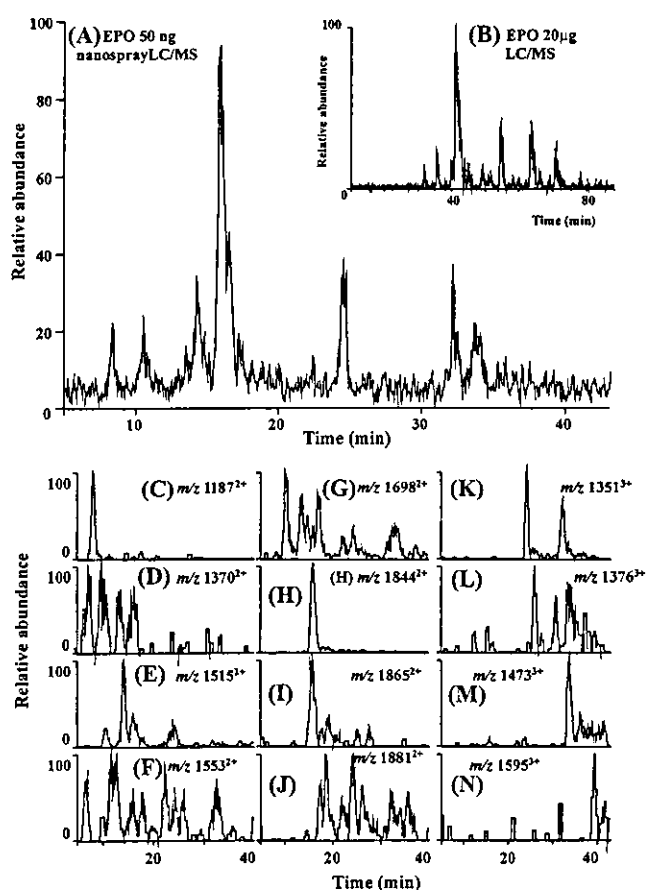 (A) EPO 50 ng
nanosprayLC/MS
(B) EPO 20µg
LC/MS
Relative abundance
100
80
60
40
20
0
10 20 30 40
Time (min)
Relative abundance
100
0
40 80
Time (min)
(C) m/z 1187²⁺
(G) m/z 1698²⁺
(K) m/z 1351³⁺
(D) m/z 1370²⁺
(H) (H) m/z 1844²⁺
(L) m/z 1376³⁺
(E) m/z 1515³⁺
(I) m/z 1865²⁺
(M) m/z 1473³⁺
(F) m/z 1553²⁺
(J) m/z 1881²⁺
(N) m/z 1595³⁺
Relative abundance
100
0
100
0
100
0
100
0
20 40
20 40
20 40
Time (min)